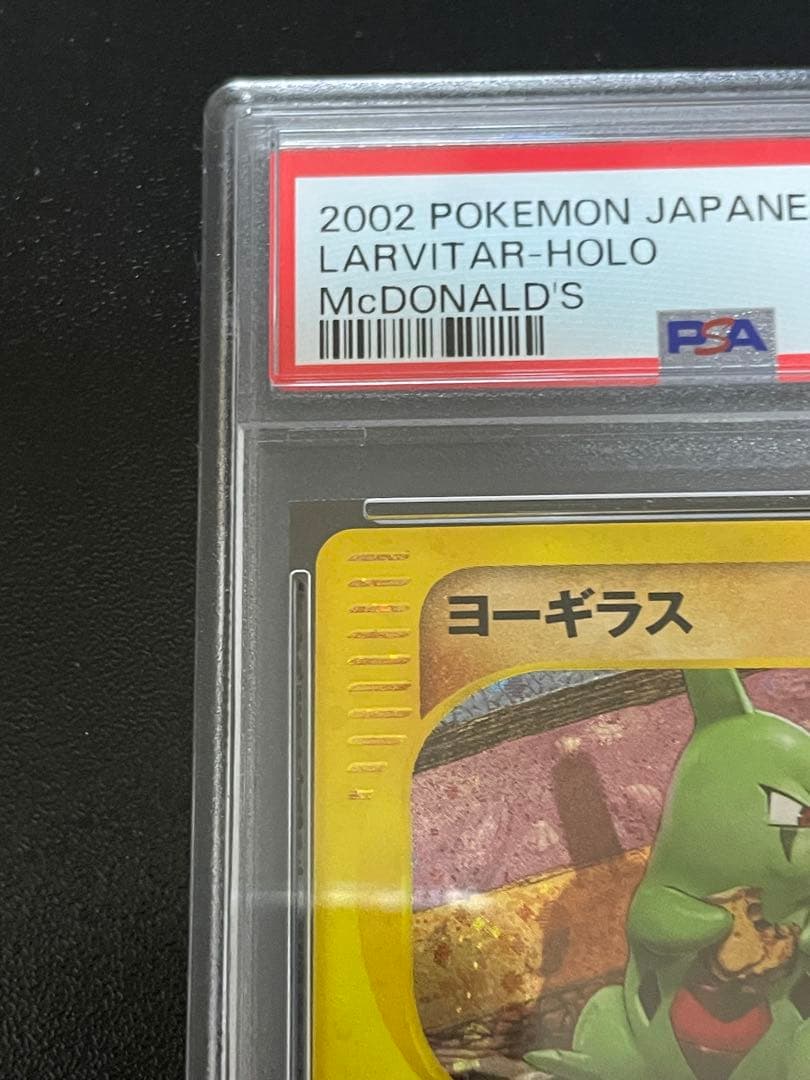 2002 POKEMON JAPANE
LARVITAR-HOLO
McDONALD'S
PSA
ヨーギラス